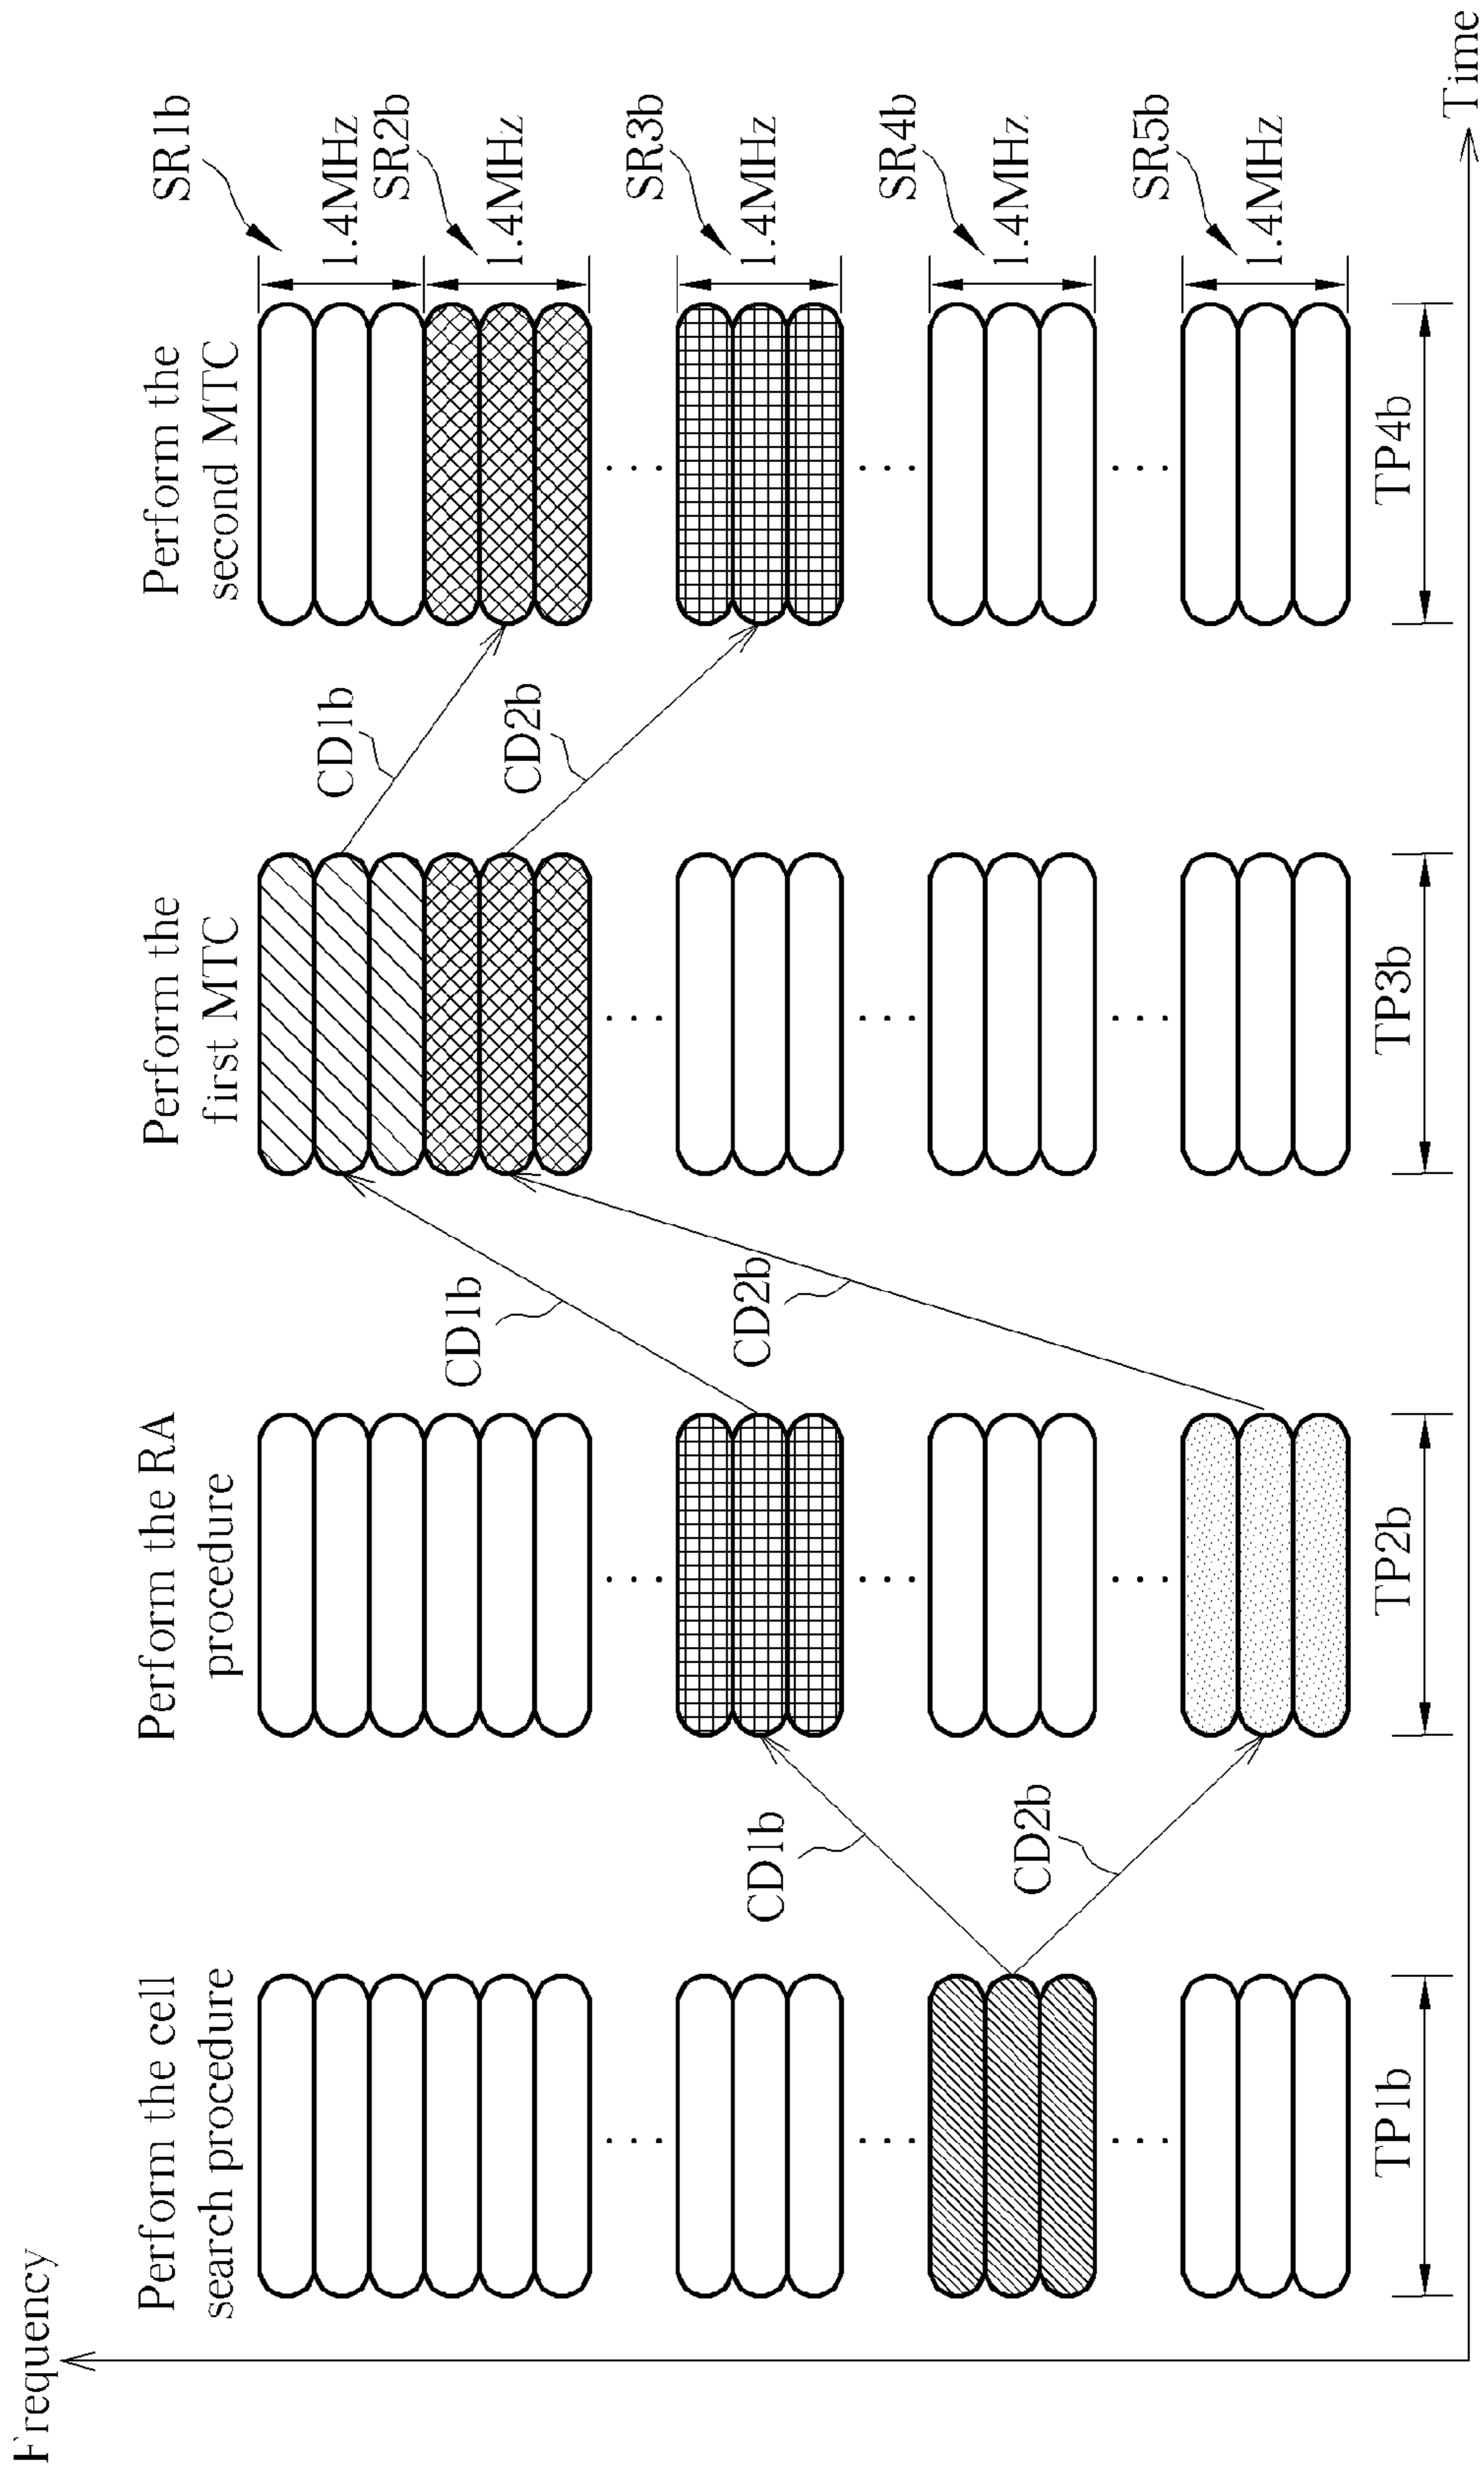 Frequency
Perform the cell
search procedure
Perform the RA
procedure
Perform the
first MTC
Perform the
second MTC
SR1b
1.4MHz
SR2b
1.4MHz
SR3b
1.4MHz
SR4b
1.4MHz
SR5b
1.4MHz
CD1b
CD2b
CD1b
CD2b
CD1b
CD2b
TP1b
TP2b
TP3b
TP4b
Time